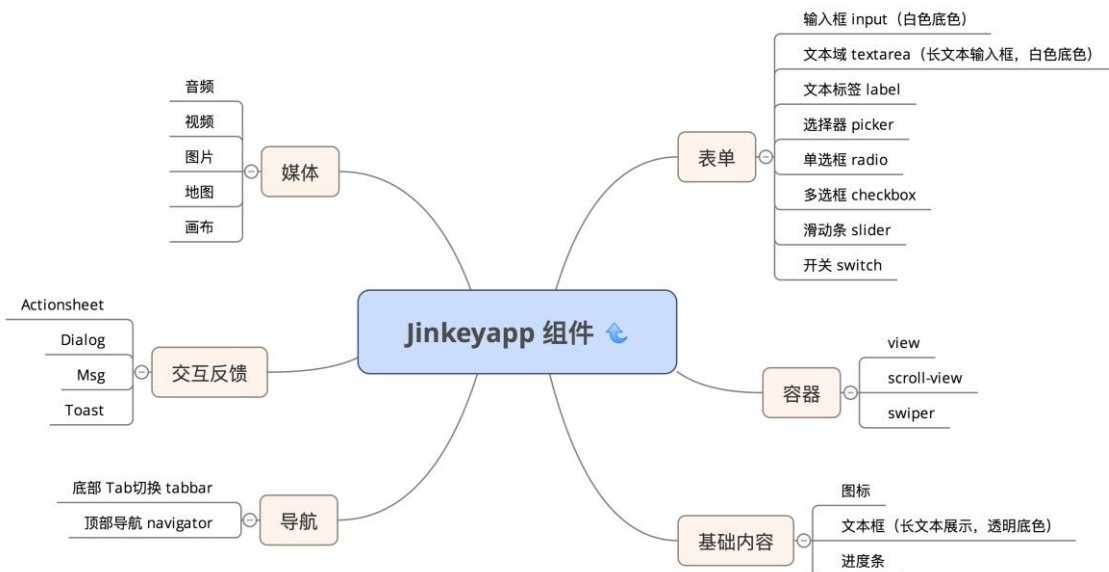 Jinkeyapp 组件
表单
输入框 input（白色底色）
文本域 textarea（长文本输入框，白色底色）
文本标签 label
选择器 picker
单选框 radio
多选框 checkbox
滑动条 slider
开关 switch
容器
view
scroll-view
swiper
基础内容
图标
文本框（长文本展示，透明底色）
进度条
媒体
音频
视频
图片
地图
画布
交互反馈
Actionsheet
Dialog
Msg
Toast
导航
底部 Tab切换 tabbar
顶部导航 navigator